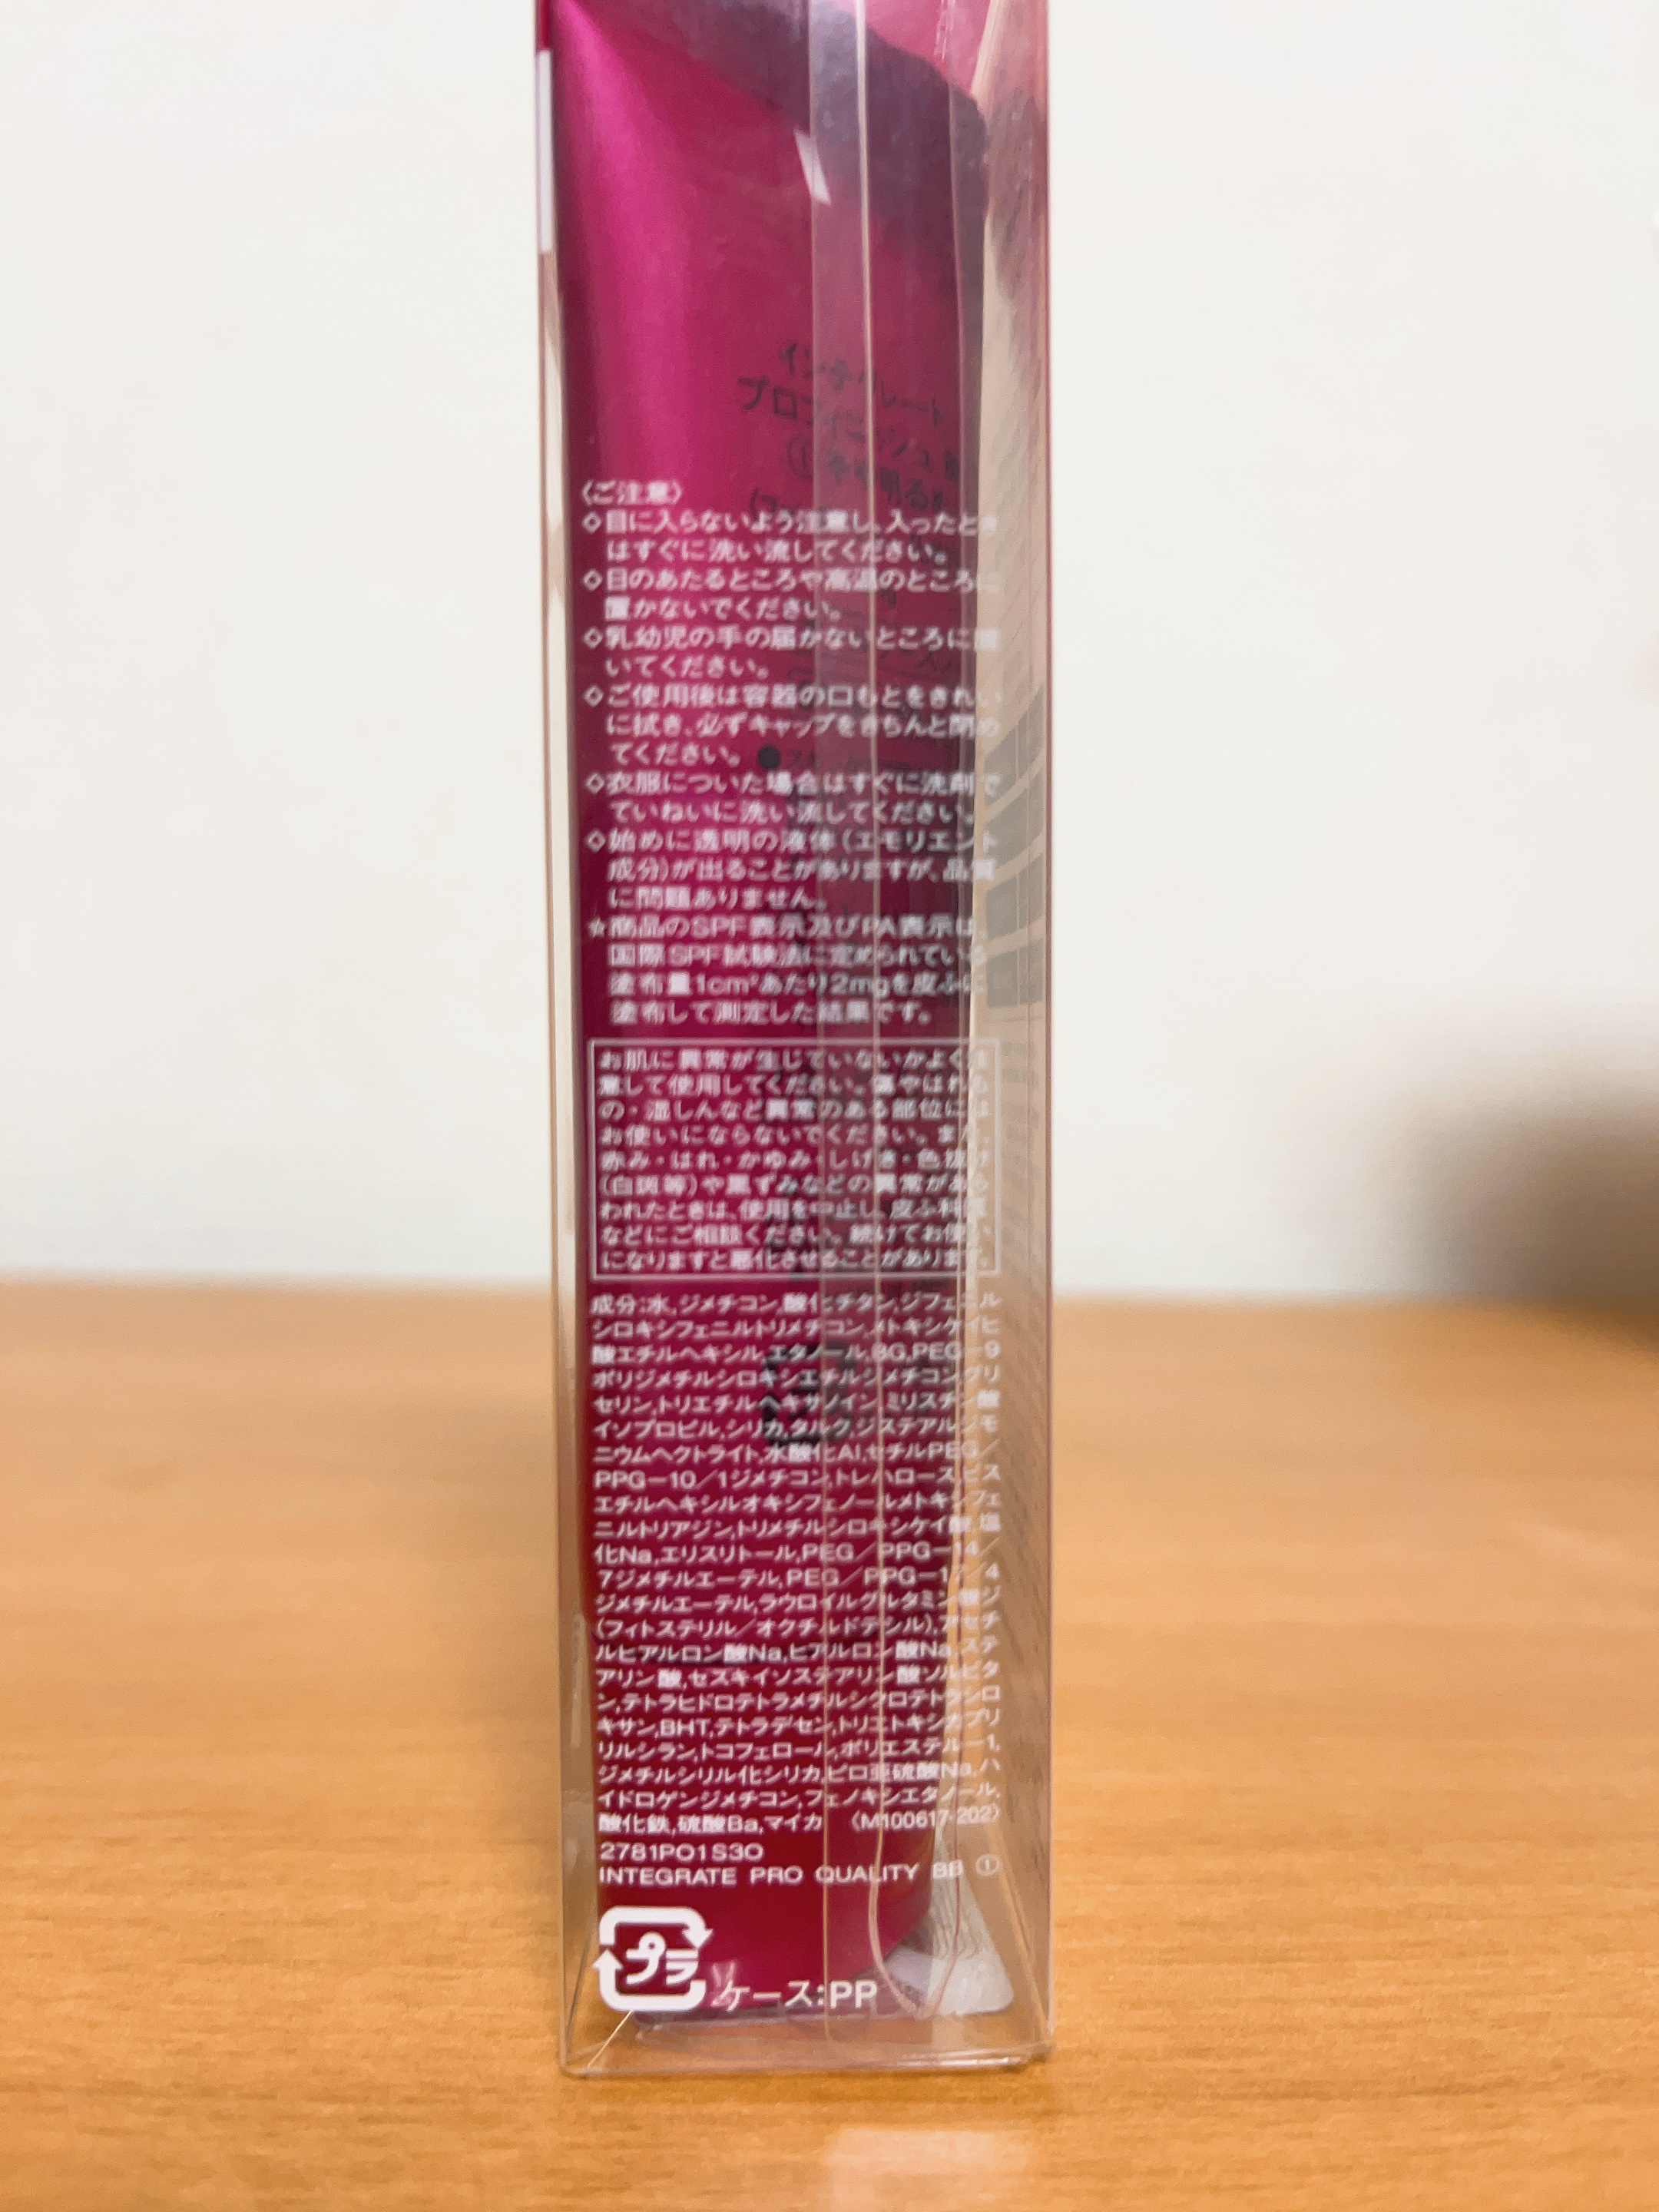 インテグレート
プロフィニッシュ
① やや明るめ
〈ご注意〉
◇目に入らないよう注意し、入ったとき
はすぐに洗い流してください。
◇日のあたるところや高温のところに
置かないでください。
◇乳幼児の手の届かないところに置
いてください。
◇ご使用後は容器の口もとをきれい
に拭き、必ずキャップをきちんと閉め
てください。
◇衣服についた場合はすぐに洗剤で
ていねいに洗い流してください。
◇始めに透明の液体(エモリエント
成分)が出ることがありますが、品質
に問題ありません。
★商品のSPF表示及びPA表示は、
国際SPF試験法に定められている
塗布量1cm²あたり2mgを皮ふに
塗布して測定した結果です。
お肌に異常が生じていないかよく注
意して使用してください。傷やはれも
の・湿しんなど異常のある部位には
お使いにならないでください。また、
赤み・はれ・かゆみ・しげき・色抜け
(白斑等)や黒ずみなどの異常があら
われたときは、使用を中止し、皮ふ科医
などにご相談ください。続けてお使い
になりますと悪化させることがあります。
成分:水,ジメチコン,酸化チタン,ジフェニル
シロキシフェニルトリメチコン,メトキシケイヒ
酸エチルヘキシル,エタノール,BG,PEG-9
ポリジメチルシロキシエチルジメチコン,グリ
セリン,トリエチルヘキサノイン,ミリスチン酸
イソプロピル,シリカ,タルク,ジステアルジモ
ニウムヘクトライト,水酸化Al,セチルPEG/
PPG-10/1ジメチコン,トレハロース,ビス
エチルヘキシルオキシフェノールメトキシフェ
ニルトリアジン,トリメチルシロキシケイ酸,塩
化Na,エリスリトール,PEG/PPG-14/
7ジメチルエーテル,PEG/PPG-17/4
ジメチルエーテル,ラウロイルグルタミン酸ジ
(フィトステリル/オクチルドデシル),アセチ
ルヒアルロン酸Na,ヒアルロン酸Na,ステ
アリン酸,セスキイソステアリン酸ソルビタ
ン,テトラヒドロテトラメチルシクロテトラシロ
キサン,BHT,テトラデセン,トリエトキシカプリ
リルシラン,トコフェロール,ポリエステル-1,
ジメチルシリル化シリカ,ピロ亜硫酸Na,ハ
イドロゲンジメチコン,フェノキシエタノール,
酸化鉄,硫酸Ba,マイカ 〈M100617-202〉
2781P01S30
INTEGRATE PRO QUALITY BB ①
プラ
ケース:PP